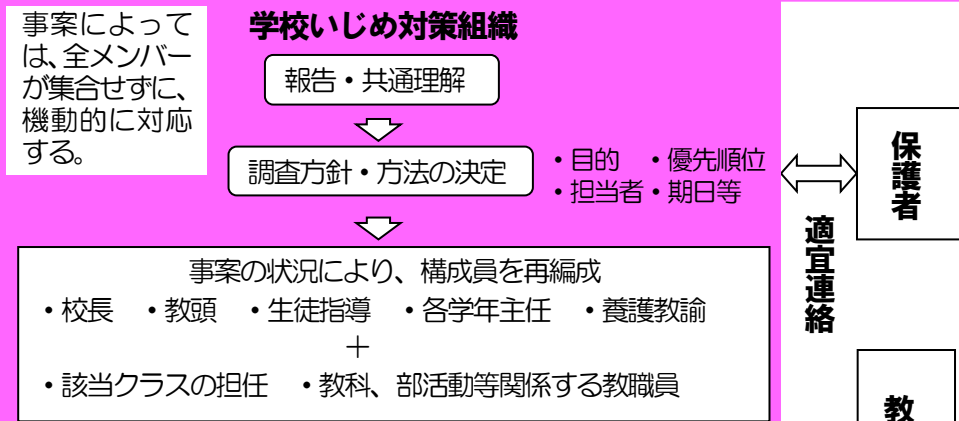 事案によって
は、全メンバー
が集合せずに、
機動的に対応
する。
学校いじめ対策組織
報告・共通理解
調査方針・方法の決定
・目的　・優先順位
・担当者・期日等
事案の状況により、構成員を再編成
・校長　・教頭　・生徒指導　・各学年主任　・養護教諭
＋
・該当クラスの担任　・教科、部活動等関係する教職員
保護者
適宜連絡
教